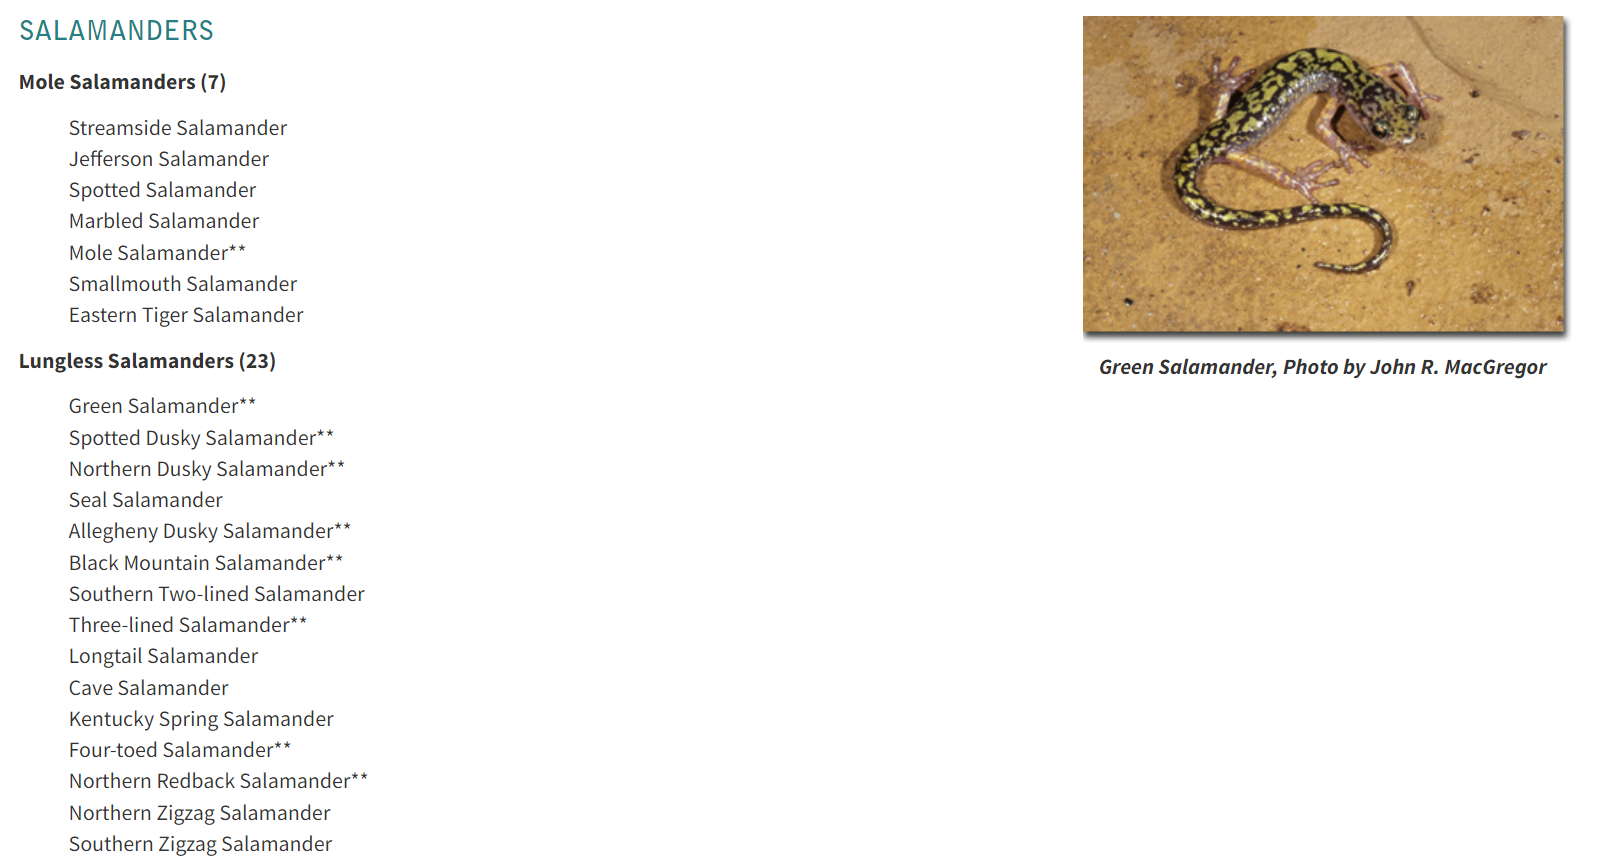 SALAMANDERS
Mole Salamanders (7)
Streamside Salamander
Jefferson Salamander
Spotted Salamander
Marbled Salamander
Mole Salamander**
Smallmouth Salamander
Eastern Tiger Salamander
Lungless Salamanders (23)
Green Salamander**
Spotted Dusky Salamander**
Northern Dusky Salamander**
Seal Salamander
Allegheny Dusky Salamander**
Black Mountain Salamander**
Southern Two-lined Salamander
Three-lined Salamander**
Longtail Salamander
Cave Salamander
Kentucky Spring Salamander
Four-toed Salamander**
Northern Redback Salamander**
Northern Zigzag Salamander
Southern Zigzag Salamander
Green Salamander, Photo by John R. MacGregor